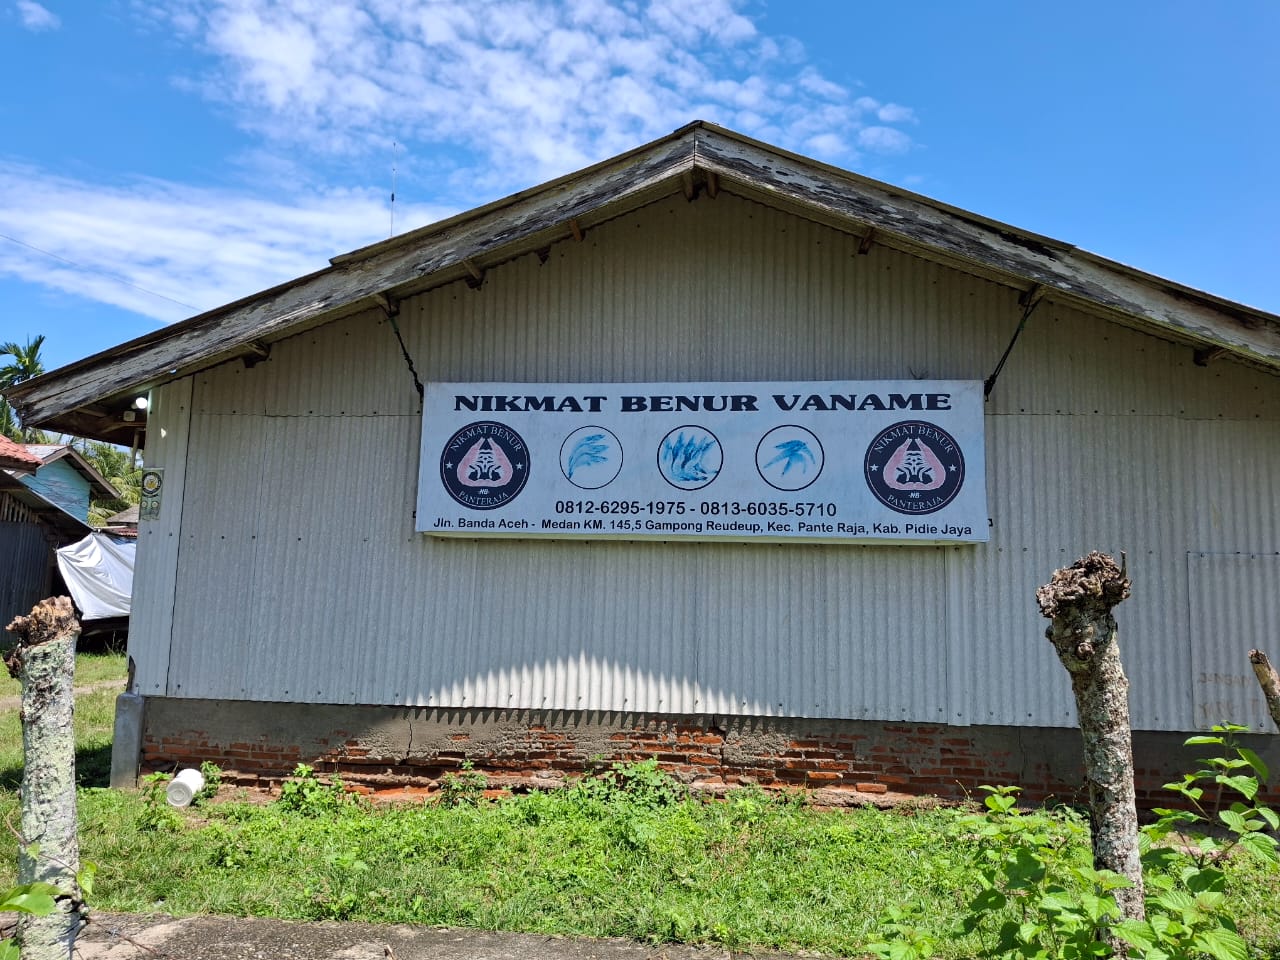 NIKMAT BENUR VANAME
NIKMAT BENUR
-NB-
PANTERAJA
NIKMAT BENUR
-NB-
PANTERAJA
0812-6295-1975 - 0813-6035-5710
Jln. Banda Aceh - Medan KM. 145,5 Gampong Reudeup, Kec. Pante Raja, Kab. Pidie Jaya